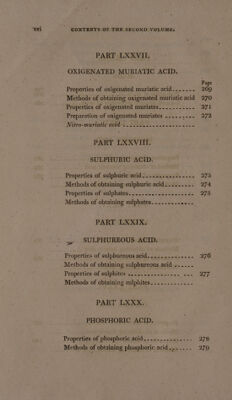 xvi CONTENTS OF THE SECOND VOLUME.
PART LXXVII.
OXIGENATED MURIATIC ACID.
Page
Properties of oxigenated muriatic acid....... 269
Methods of obtaining oxigenated muriatic acid 270
Properties of oxigenated muriates........... 271
Preparation of oxigenated muriates ........ 272
Nitro-muriatic acid
PART LXXVIII.
SULPHURIC ACID.
Properties of sulphuric acid................. 273
Methods of obtaining sulphuric acid......... 274
Properties of sulphates..................... 275
Methods of obtaining sulphates
PART LXXIX.
SULPHUREOUS ACID.
Properties of sulphureous acid.............. 276
Methods of obtaining sulphureous acid
Properties of sulphites ..................... 277
Methods of obtaining sulphites
PART LXXX.
PHOSPHORIC ACID.
Properties of phosphoric acid............... 278
Methods of obtaining phosphoric acid....... 279